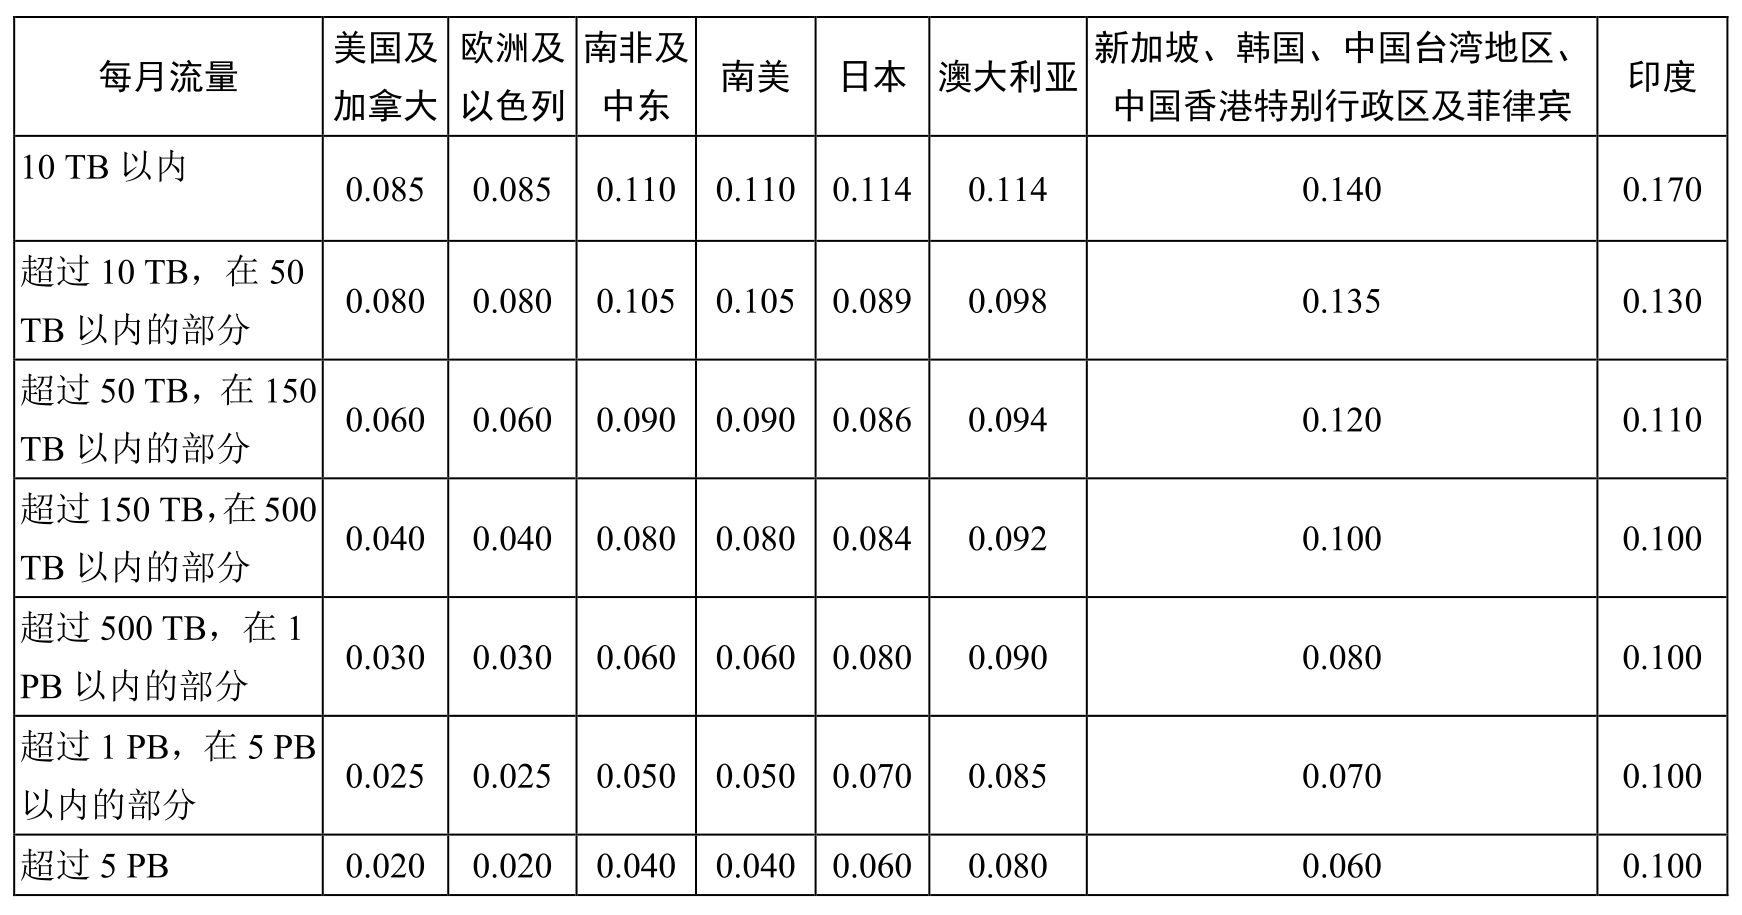 每月流量
美国及
加拿大
欧洲及
以色列
南非及
中东
南美
日本
澳大利亚
新加坡、韩国、中国台湾地区、
中国香港特别行政区及菲律宾
印度
10 TB 以内
0.085 0.085 0.110 0.110 0.114 0.114 0.140 0.170
超过 10 TB，在 50
TB 以内的部分
0.080 0.080 0.105 0.105 0.089 0.098 0.135 0.130
超过 50 TB，在 150
TB 以内的部分
0.060 0.060 0.090 0.090 0.086 0.094 0.120 0.110
超过 150 TB，在 500
TB 以内的部分
0.040 0.040 0.080 0.080 0.084 0.092 0.100 0.100
超过 500 TB，在 1
PB 以内的部分
0.030 0.030 0.060 0.060 0.080 0.090 0.080 0.100
超过 1 PB，在 5 PB
以内的部分
0.025 0.025 0.050 0.050 0.070 0.085 0.070 0.100
超过 5 PB
0.020 0.020 0.040 0.040 0.060 0.080 0.060 0.100